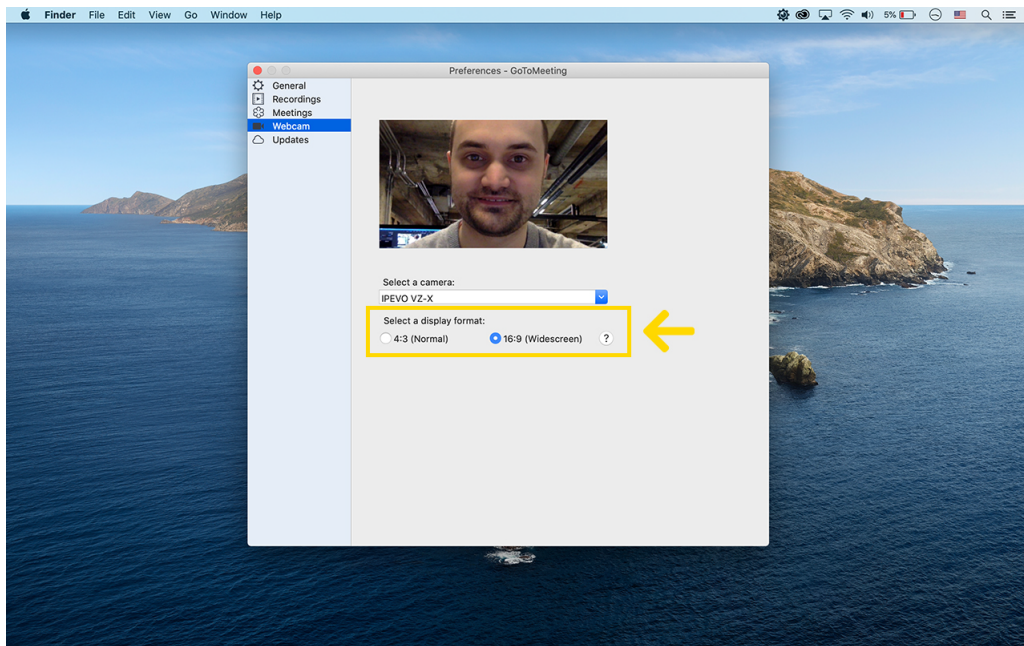 Finder File Edit View Go Window Help 5%
Preferences - GoToMeeting
General
Recordings
Meetings
Webcam
Updates
Select a camera:
IPEVO VZ-X
Select a display format:
4:3 (Normal) 16:9 (Widescreen) ?